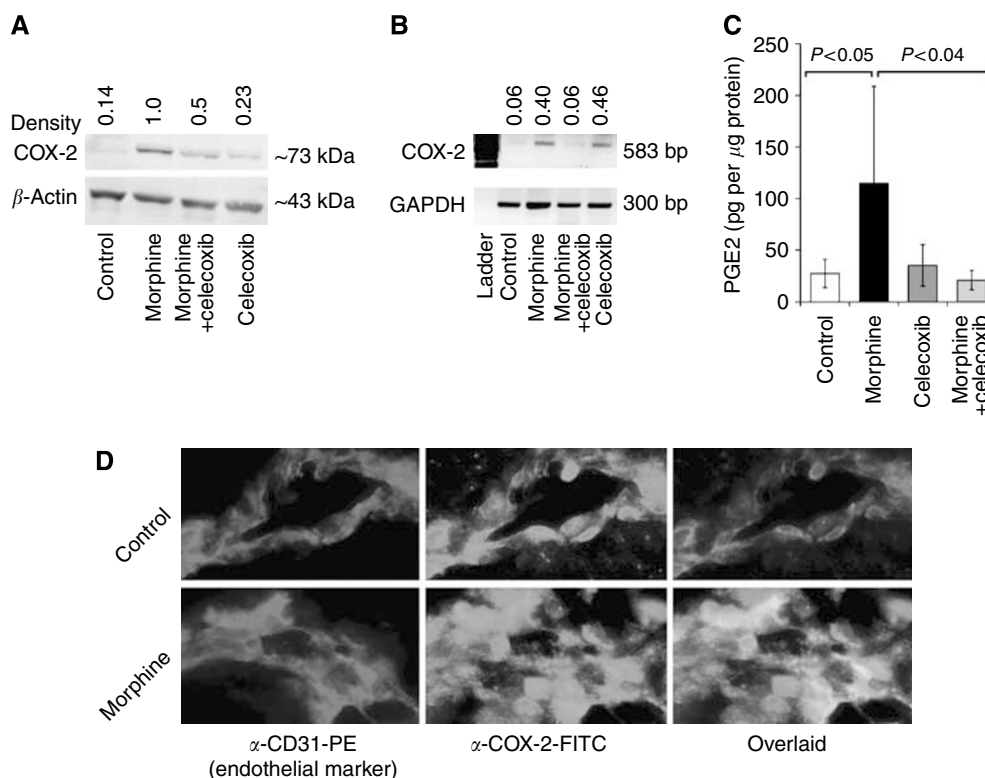 A
Density
0.14
1.0
0.5
0.23
COX-2
~73 kDa
β-Actin
~43 kDa
Control
Morphine
Morphine
+celecoxib
Celecoxib
B
0.06
0.40
0.06
0.46
COX-2
583 bp
GAPDH
300 bp
Ladder
Control
Morphine
Morphine
+celecoxib
Celecoxib
C
PGE2 (pg per μg protein)
250
200
150
100
50
0
P<0.05
P<0.04
Control
Morphine
Celecoxib
Morphine
+celecoxib
D
Control
Morphine
α-CD31-PE
(endothelial marker)
α-COX-2-FITC
Overlaid